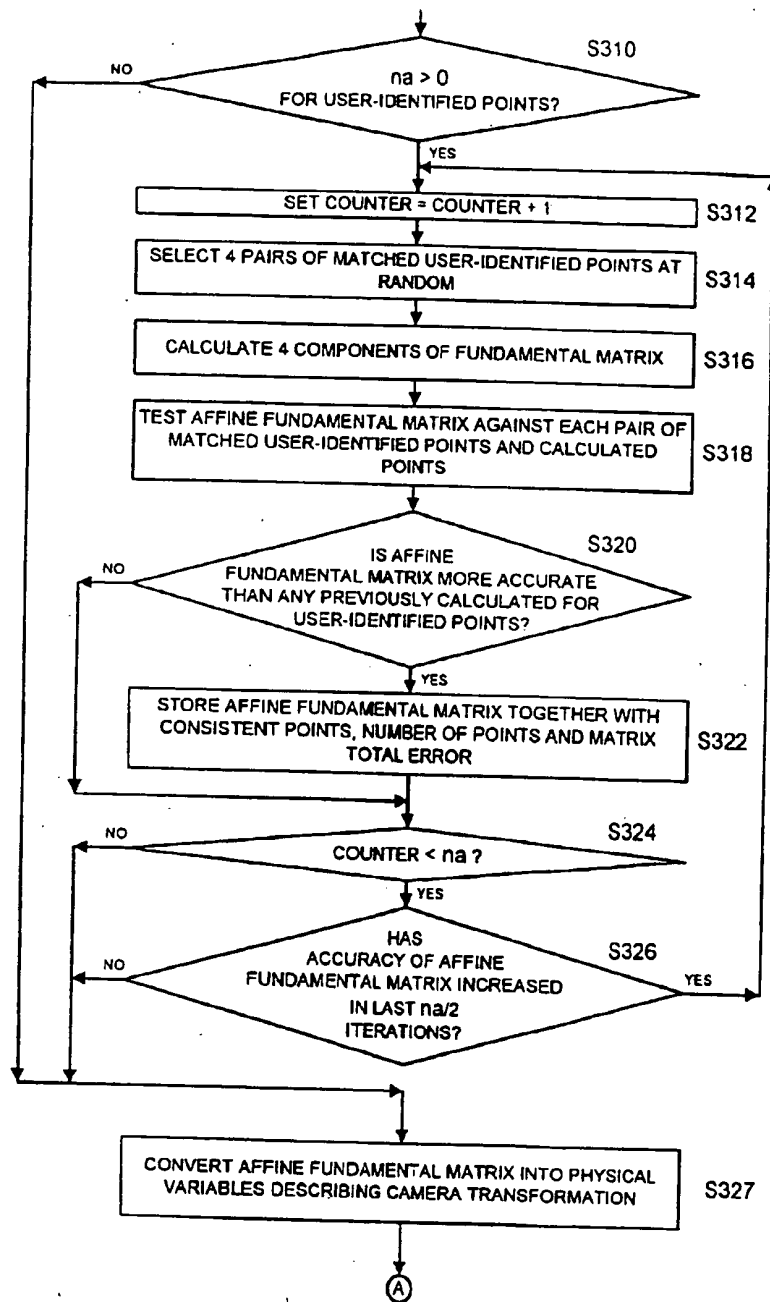 S310
NO
na > 0
FOR USER-IDENTIFIED POINTS?
YES
SET COUNTER = COUNTER + 1
S312
SELECT 4 PAIRS OF MATCHED USER-IDENTIFIED POINTS AT
RANDOM
S314
CALCULATE 4 COMPONENTS OF FUNDAMENTAL MATRIX
S316
TEST AFFINE FUNDAMENTAL MATRIX AGAINST EACH PAIR OF
MATCHED USER-IDENTIFIED POINTS AND CALCULATED
POINTS
S318
S320
NO
IS AFFINE
FUNDAMENTAL MATRIX MORE ACCURATE
THAN ANY PREVIOUSLY CALCULATED FOR
USER-IDENTIFIED POINTS?
YES
STORE AFFINE FUNDAMENTAL MATRIX TOGETHER WITH
CONSISTENT POINTS, NUMBER OF POINTS AND MATRIX
TOTAL ERROR
S322
S324
NO
COUNTER < na ?
YES
S326
HAS
ACCURACY OF AFFINE
FUNDAMENTAL MATRIX INCREASED
IN LAST na/2
ITERATIONS?
NO
YES
CONVERT AFFINE FUNDAMENTAL MATRIX INTO PHYSICAL
VARIABLES DESCRIBING CAMERA TRANSFORMATION
S327
A